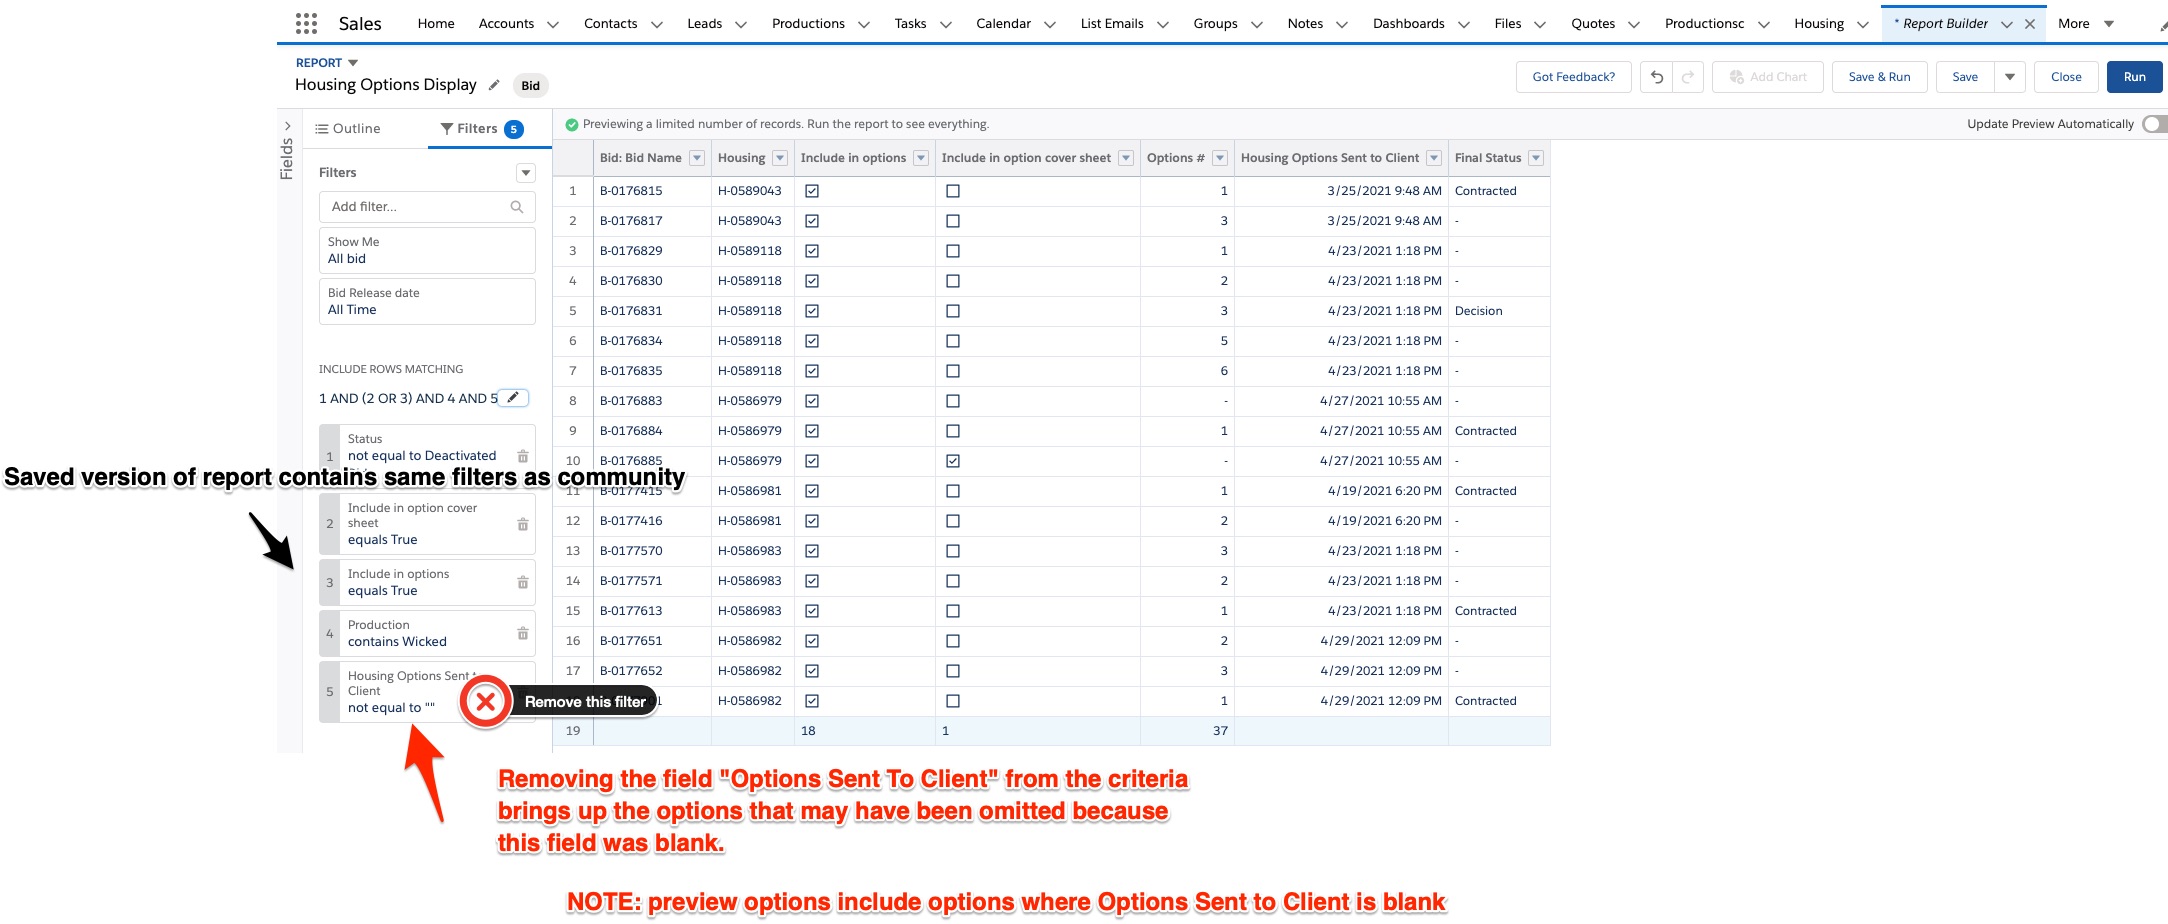 Sales Home Accounts Contacts Leads Productions Tasks Calendar List Emails Groups Notes Dashboards Files Quotes Productionsc Housing * Report Builder More
REPORT
Housing Options Display Bid
Got Feedback? Add Chart Save & Run Save Close Run
Fields
Outline Filters 5
Previewing a limited number of records. Run the report to see everything.
Update Preview Automatically
Filters
Add filter...
Show Me
All bid
Bid Release date
All Time
INCLUDE ROWS MATCHING
1 AND (2 OR 3) AND 4 AND 5
1
Status
not equal to Deactivated
Saved version of report contains same filters as community
2
Include in option cover
sheet
equals True
3
Include in options
equals True
4
Production
contains Wicked
5
Housing Options Sent to
Client
not equal to ""
Remove this filter
Bid: Bid Name Housing Include in options Include in option cover sheet Options # Housing Options Sent to Client Final Status
1 B-0176815 H-0589043 1 3/25/2021 9:48 AM Contracted
2 B-0176817 H-0589043 3 3/25/2021 9:48 AM -
3 B-0176829 H-0589118 1 4/23/2021 1:18 PM -
4 B-0176830 H-0589118 2 4/23/2021 1:18 PM -
5 B-0176831 H-0589118 3 4/23/2021 1:18 PM Decision
6 B-0176834 H-0589118 5 4/23/2021 1:18 PM -
7 B-0176835 H-0589118 6 4/23/2021 1:18 PM -
8 B-0176883 H-0586979 - 4/27/2021 10:55 AM -
9 B-0176884 H-0586979 1 4/27/2021 10:55 AM Contracted
10 B-0176885 H-0586979 - 4/27/2021 10:55 AM -
11 B-0177415 H-0586981 1 4/19/2021 6:20 PM Contracted
12 B-0177416 H-0586981 2 4/19/2021 6:20 PM -
13 B-0177570 H-0586983 3 4/23/2021 1:18 PM -
14 B-0177571 H-0586983 2 4/23/2021 1:18 PM -
15 B-0177613 H-0586983 1 4/23/2021 1:18 PM Contracted
16 B-0177651 H-0586982 2 4/29/2021 12:09 PM -
17 B-0177652 H-0586982 3 4/29/2021 12:09 PM -
H-0586982 1 4/29/2021 12:09 PM Contracted
19 18 1 37
Removing the field "Options Sent To Client" from the criteria
brings up the options that may have been omitted because
this field was blank.
NOTE: preview options include options where Options Sent to Client is blank